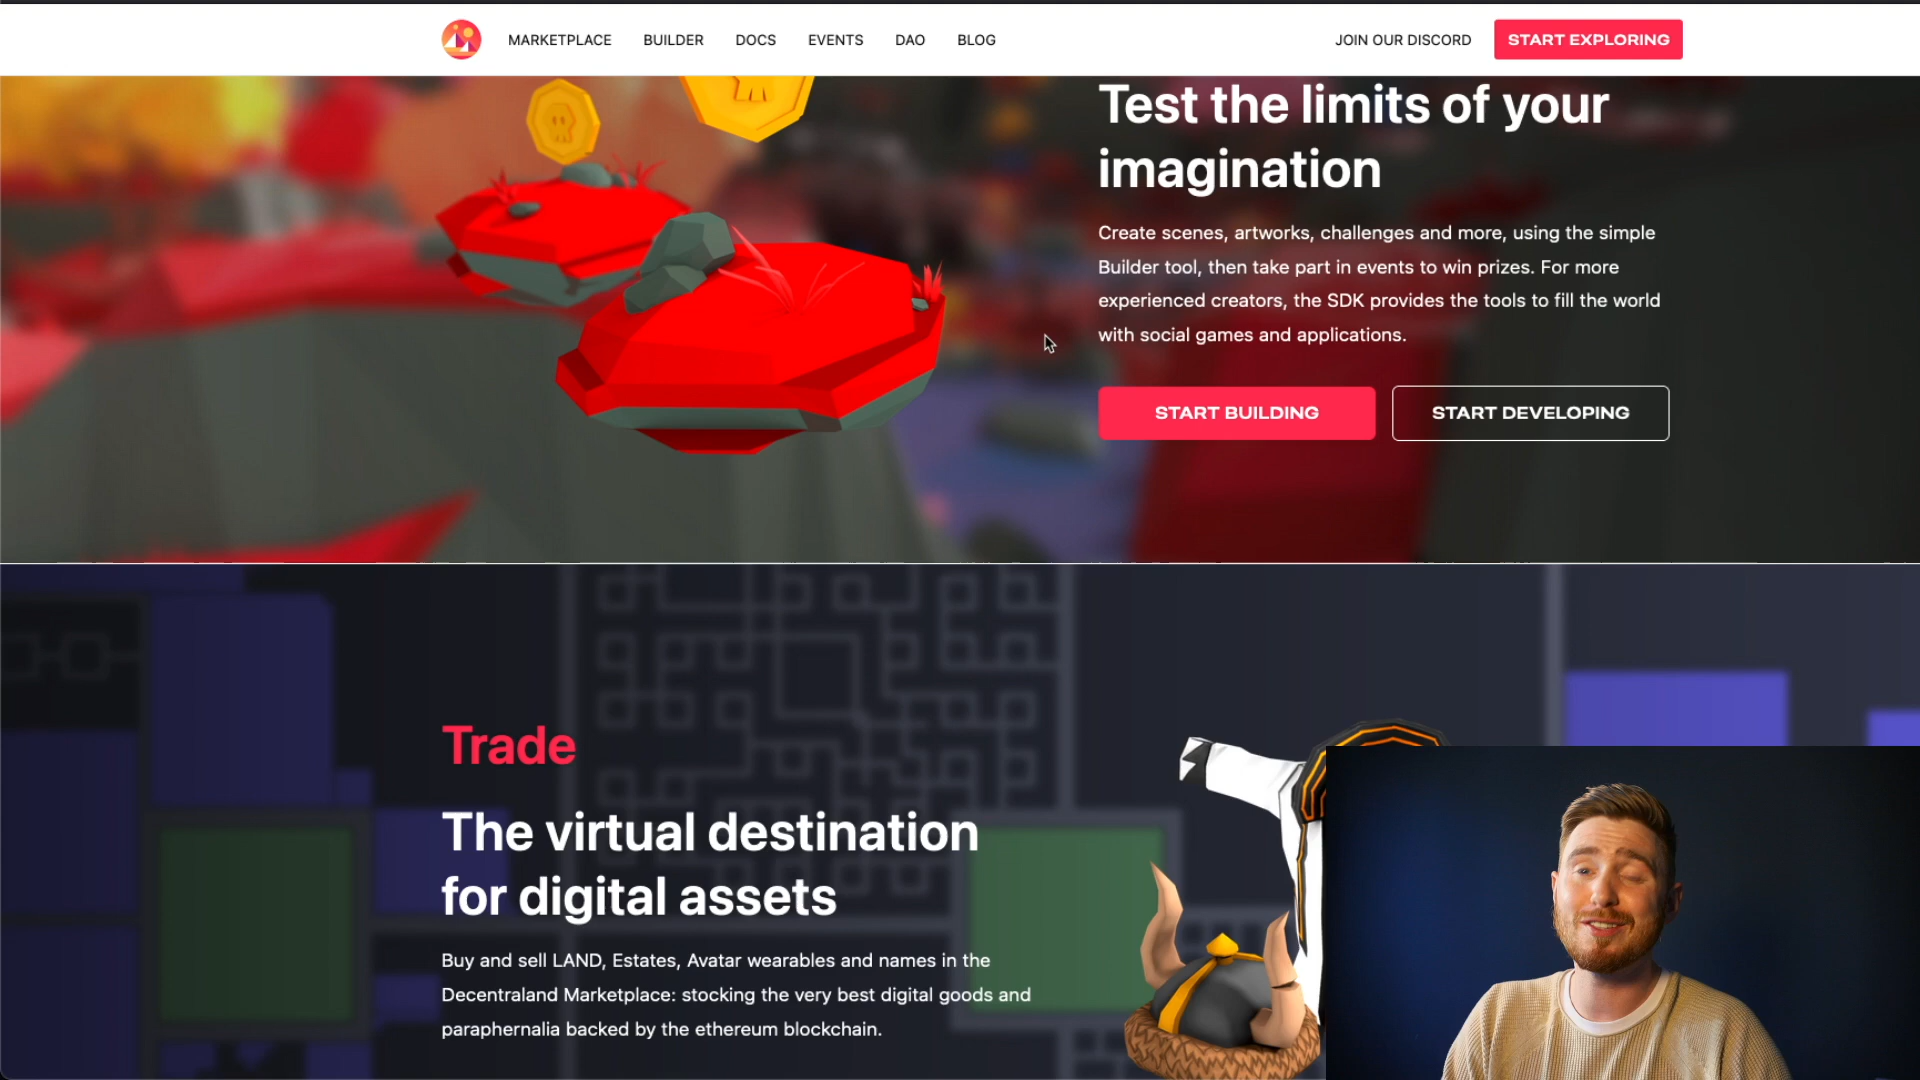 MARKETPLACE BUILDER DOCS EVENTS DAO BLOG JOIN OUR DISCORD START EXPLORING
Test the limits of your
imagination
Create scenes, artworks, challenges and more, using the simple
Builder tool, then take part in events to win prizes. For more
experienced creators, the SDK provides the tools to fill the world
with social games and applications.
START BUILDING START DEVELOPING
Trade
The virtual destination
for digital assets
Buy and sell LAND, Estates, Avatar wearables and names in the
Decentraland Marketplace: stocking the very best digital goods and
paraphernalia backed by the ethereum blockchain.